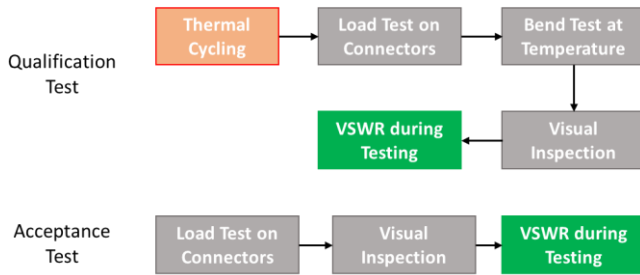 Qualification
Test
Thermal
Cycling
Load Test on
Connectors
Bend Test at
Temperature
Visual
Inspection
VSWR during
Testing
Acceptance
Test
Load Test on
Connectors
Visual
Inspection
VSWR during
Testing